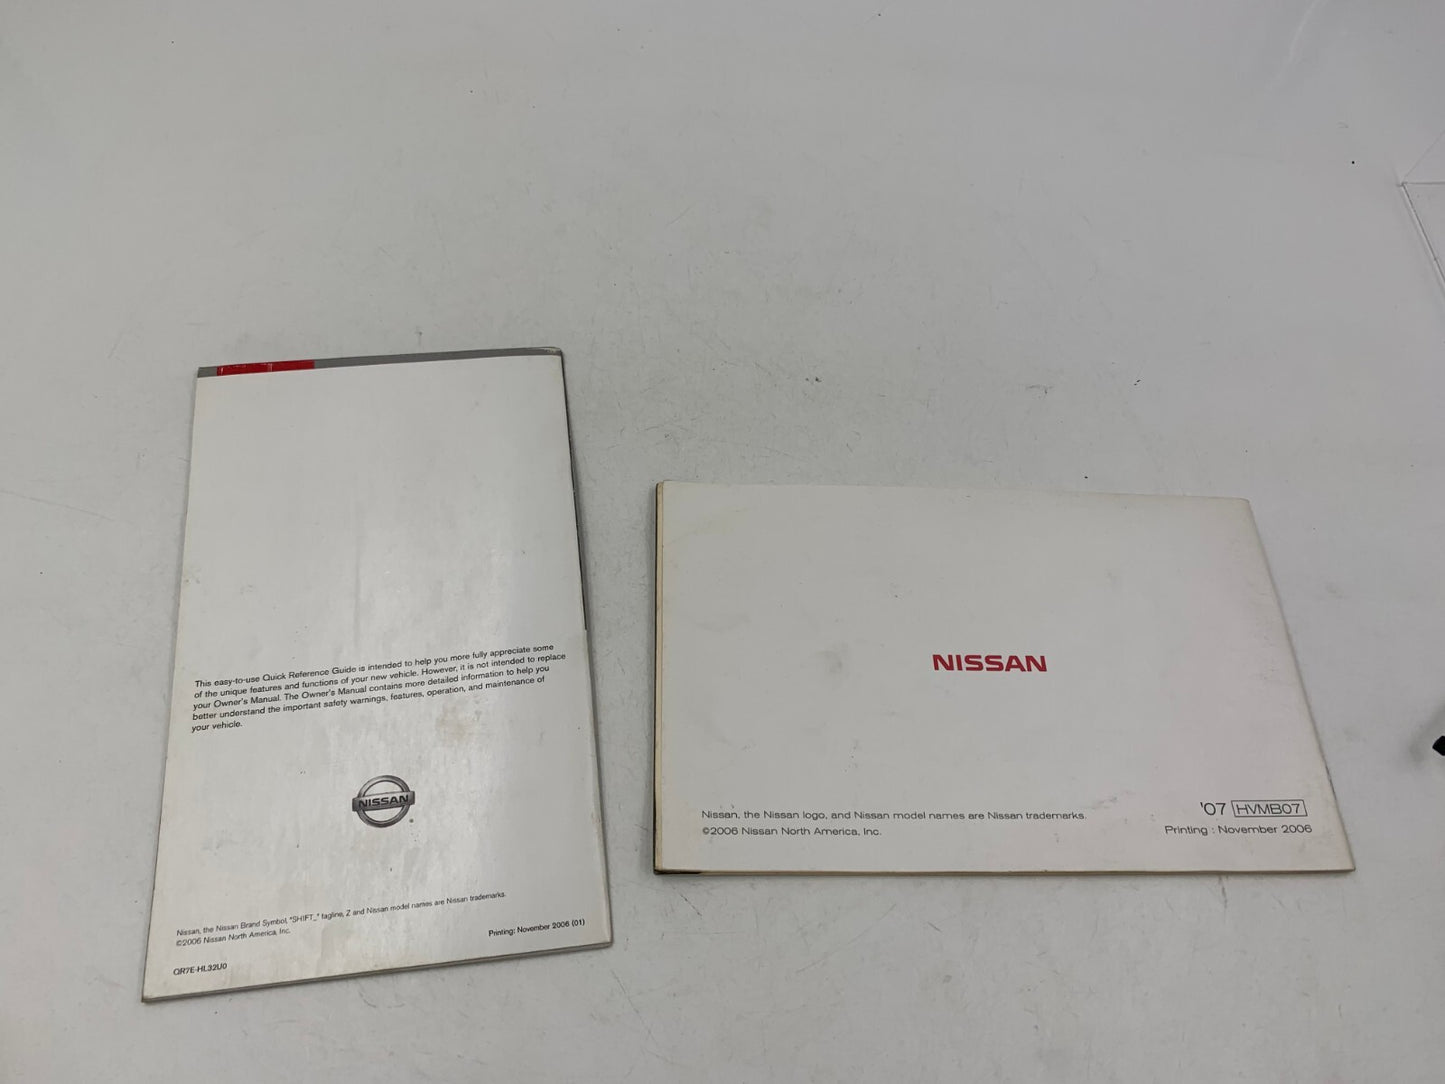 This easy-to-use Quick Reference Guide is intended to help you more fully appreciate some
of the unique features and functions of your new vehicle. However, it is not intended to replace
your Owner's Manual. The Owner's Manual contains more detailed information to help you
better understand the important safety warnings, features, operation, and maintenance of
your vehicle.
NISSAN
Nissan, the Nissan Brand Symbol, "SHIFT_" tagline, Z and Nissan model names are Nissan trademarks.
©2006 Nissan North America, Inc.
Printing: November 2006 (01)
QR7E-HL32U0
NISSAN
Nissan, the Nissan logo, and Nissan model names are Nissan trademarks.
©2006 Nissan North America, Inc.
'07 HVMB07
Printing : November 2006